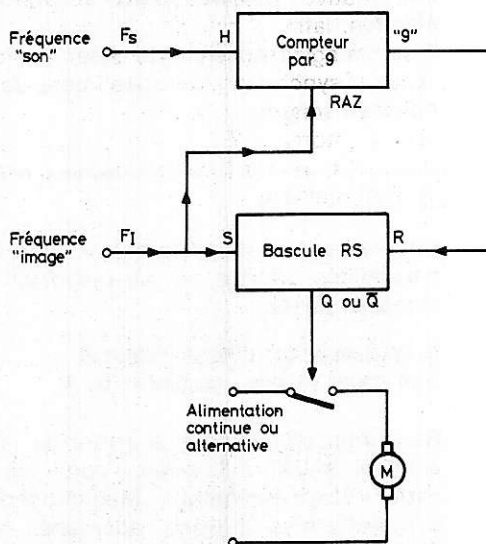 Fréquence
"son"
Fs
H
Compteur
par 9
"9"
RAZ
Fréquence
"image"
FI
S
Bascule RS
R
Q ou Q̅
Alimentation
continue ou
alternative
M